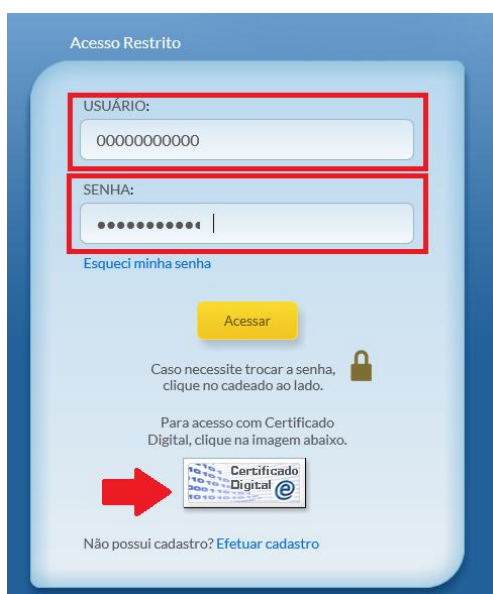 Acesso Restrito
USUÁRIO:
00000000000
SENHA:
Esqueci minha senha
Acessar
Caso necessite trocar a senha,
clique no cadeado ao lado.
Para acesso com Certificado
Digital, clique na imagem abaixo.
Certificado
Digital e
Não possui cadastro? Efetuar cadastro